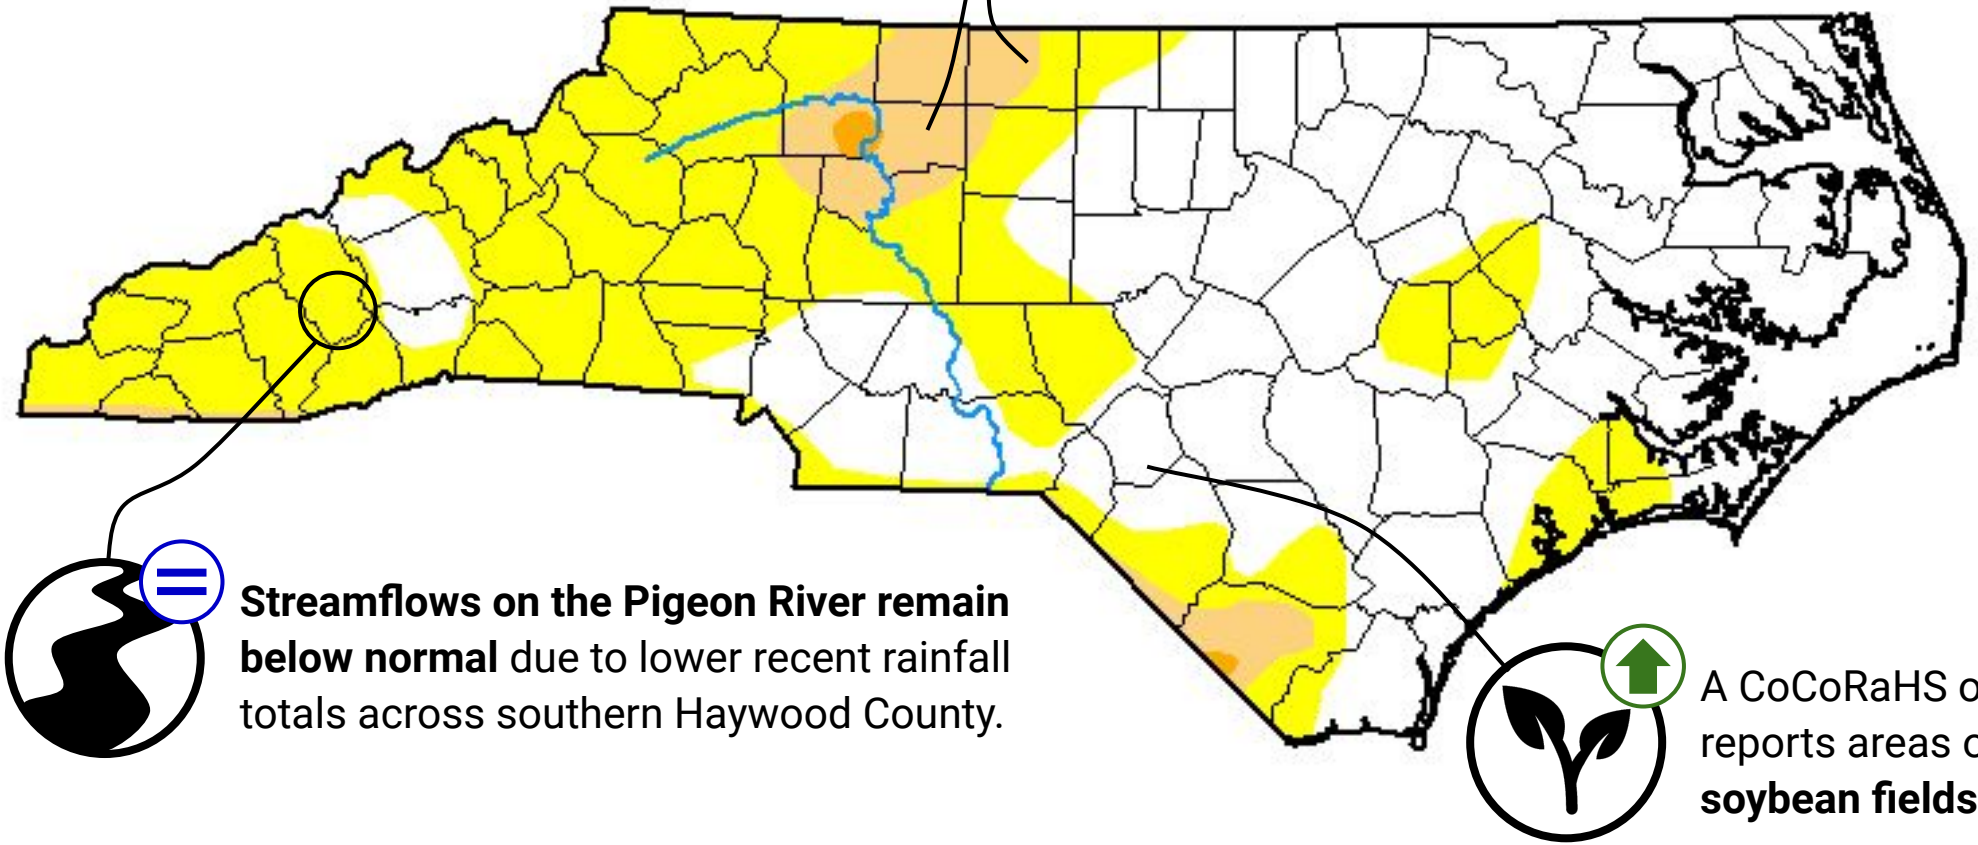 Streamflows on the Pigeon River remain
below normal due to lower recent rainfall
totals across southern Haywood County.
A CoCoRaHS
reports areas
soybean fields